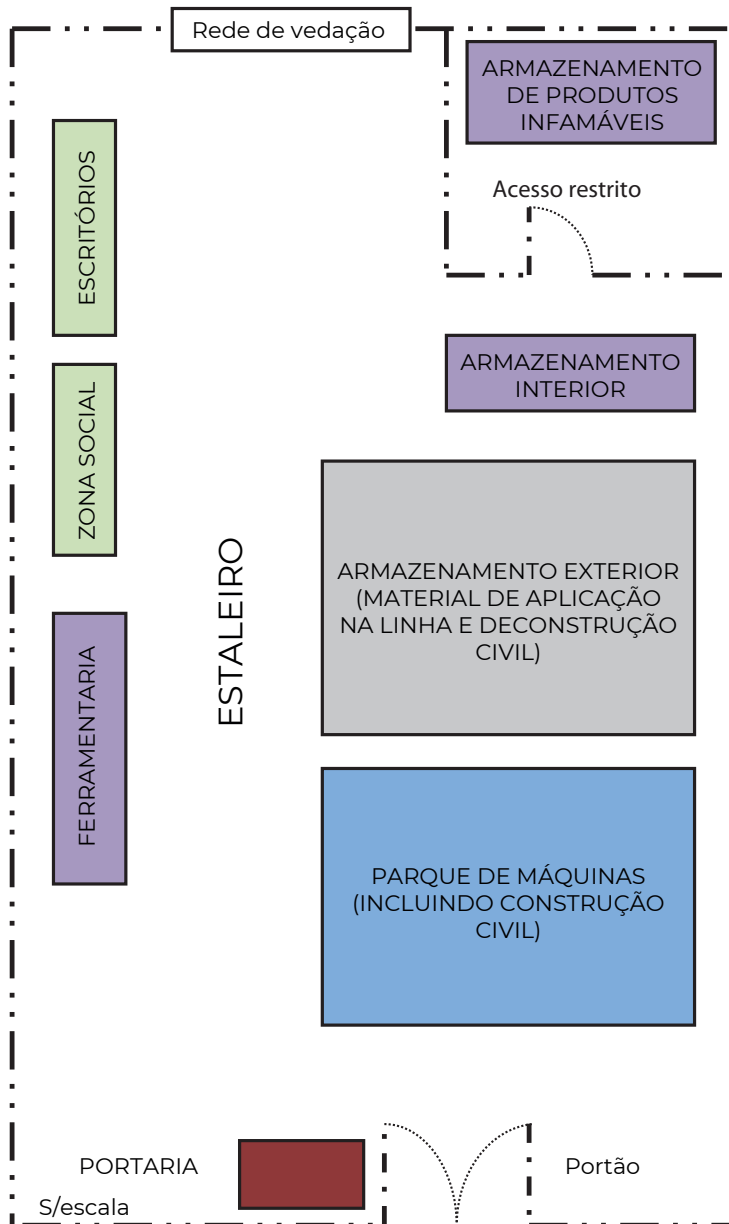 Rede de vedação
ARMAZENAMENTO
DE PRODUTOS
INFAMÁVEIS
Acesso restrito
ESCRITÓRIOS
ARMAZENAMENTO
INTERIOR
ZONA SOCIAL
ESTALEIRO
ARMAZENAMENTO EXTERIOR
(MATERIAL DE APLICAÇÃO
NA LINHA E DECONSTRUÇÃO
CIVIL)
FERRAMENTARIA
PARQUE DE MÁQUINAS
(INCLUINDO CONSTRUÇÃO
CIVIL)
PORTARIA
Portão
S/escala